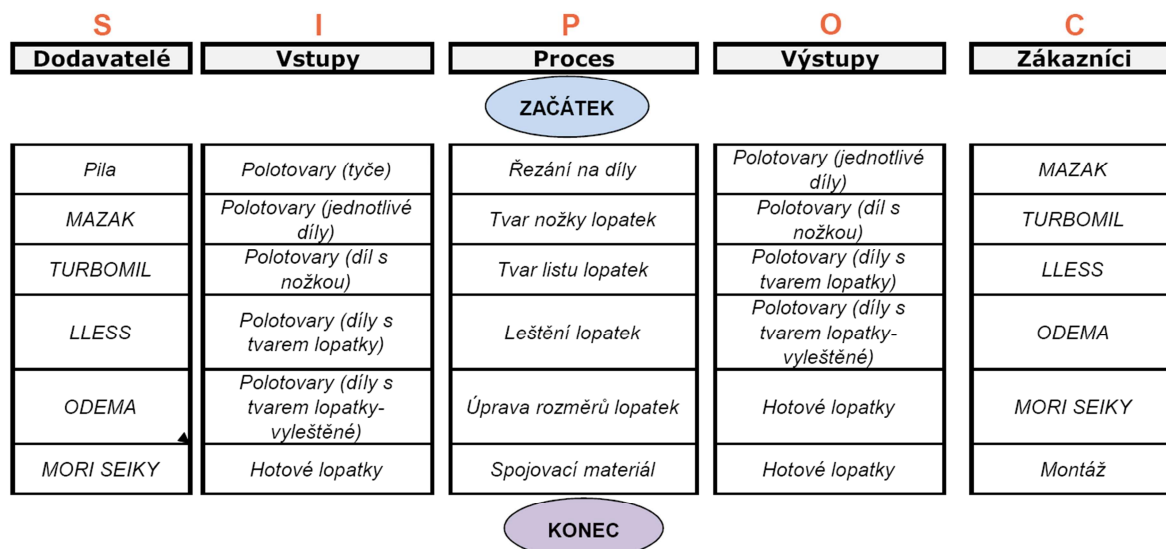 S I P O C
Dodavatelé Vstupy Proces Výstupy Zákazníci
ZAČÁTEK
Pila
Polotovary (tyče)
Řezání na díly
Polotovary (jednotlivé
díly)
MAZAK
MAZAK
Polotovary (jednotlivé
díly)
Tvar nožky lopatek
Polotovary (díl s
nožkou)
TURBOMIL
TURBOMIL
Polotovary (díl s
nožkou)
Tvar listu lopatek
Polotovary (díly s
tvarem lopatky)
LLESS
LLESS
Polotovary (díly s
tvarem lopatky)
Leštění lopatek
Polotovary (díly s
tvarem lopatky-
vyleštěné)
ODEMA
ODEMA
Polotovary (díly s
tvarem lopatky-
vyleštěné)
Úprava rozměrů lopatek
Hotové lopatky
MORI SEIKY
MORI SEIKY
Hotové lopatky
Spojovací materiál
Hotové lopatky
Montáž
KONEC